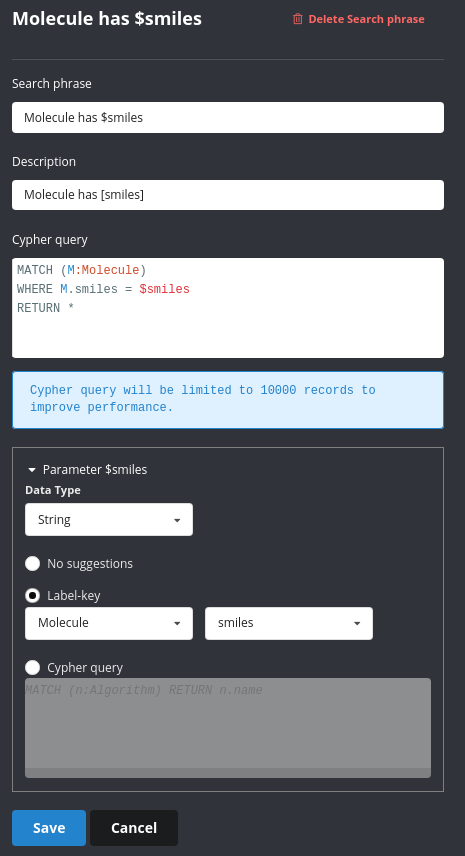 Molecule has $smiles
Delete Search phrase
Search phrase
Molecule has $smiles
Description
Molecule has [smiles]
Cypher query
MATCH (M:Molecule)
WHERE M.smiles = $smiles
RETURN *
Cypher query will be limited to 10000 records to
improve performance.
Parameter $smiles
Data Type
String
No suggestions
Label-key
Molecule
smiles
Cypher query
MATCH (n:Algorithm) RETURN n.name
Save
Cancel